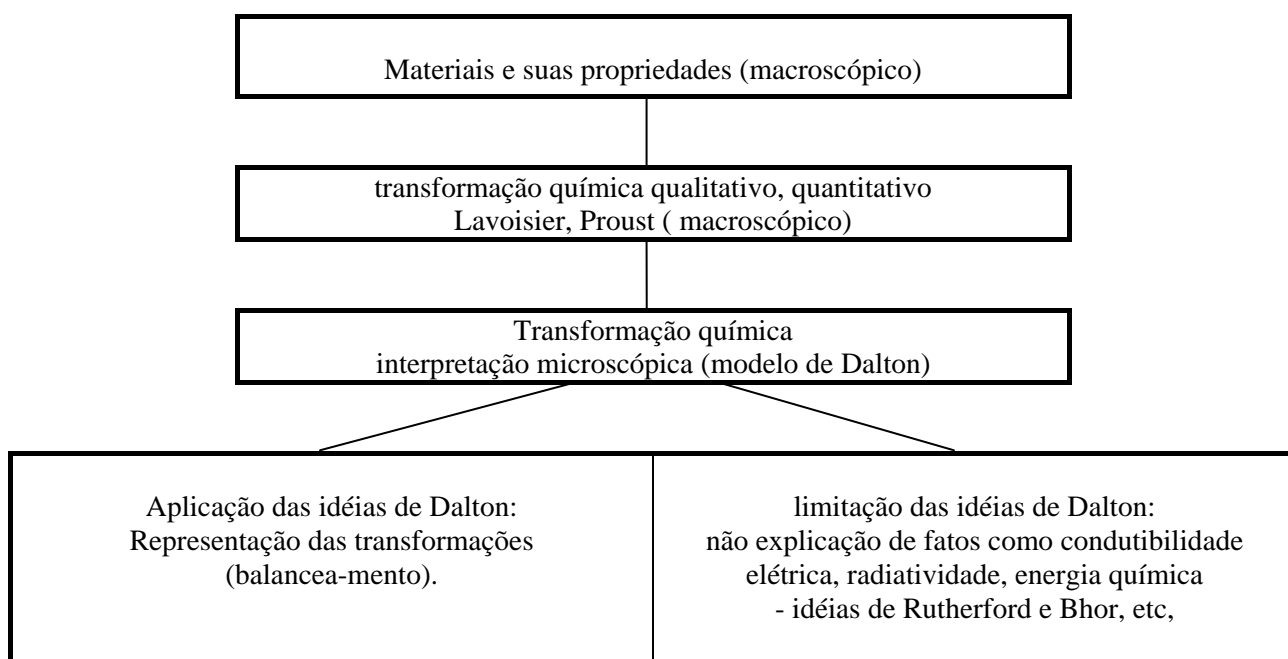 Materiais e suas propriedades (macroscópico)
transformação química qualitativo, quantitativo
Lavoisier, Proust ( macroscópico)
Transformação química
interpretação microscópica (modelo de Dalton)
Aplicação das idéias de Dalton:
Representação das transformações
(balancea-mento).
limitação das idéias de Dalton:
não explicação de fatos como condutibilidade
elétrica, radiatividade, energia química
- idéias de Rutherford e Bhor, etc,